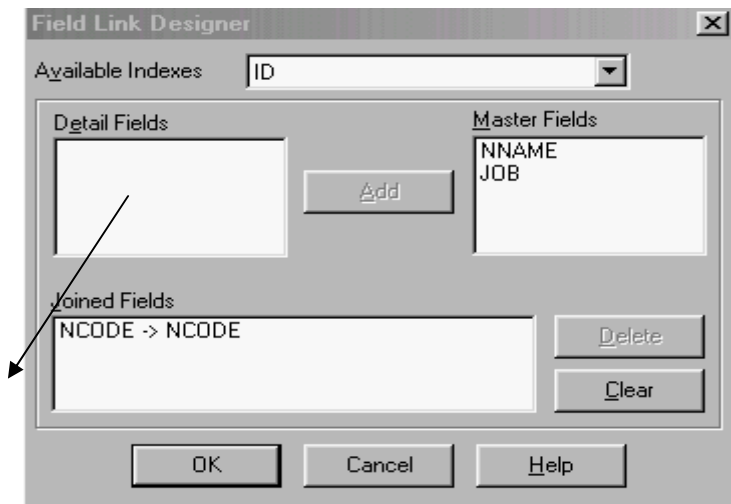 Field Link Designer
Available Indexes ID
Detail Fields
Master Fields
NNAME
JOB
Add
Joined Fields
NCODE -> NCODE
Delete
Clear
OK Cancel Help